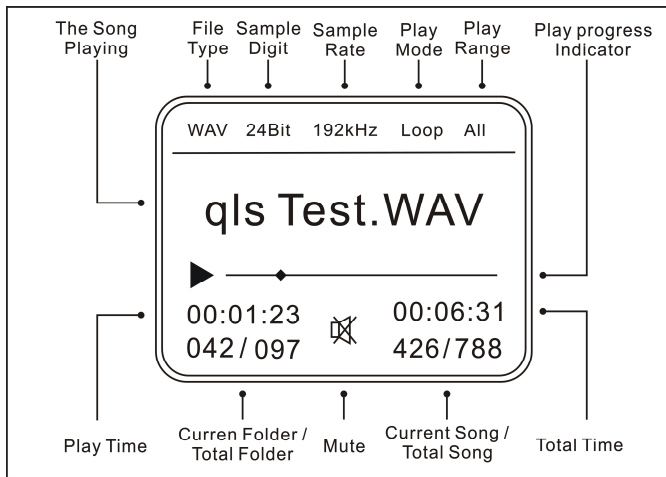 The Song
Playing
File
Type
Sample
Digit
Sample
Rate
Play
Mode
Play
Range
Play progress
Indicator
WAV 24Bit 192kHz Loop All
qls Test.WAV
00:01:23 00:06:31
042/097 426/788
Play Time
Curren Folder /
Total Folder
Mute
Current Song /
Total Song
Total Time